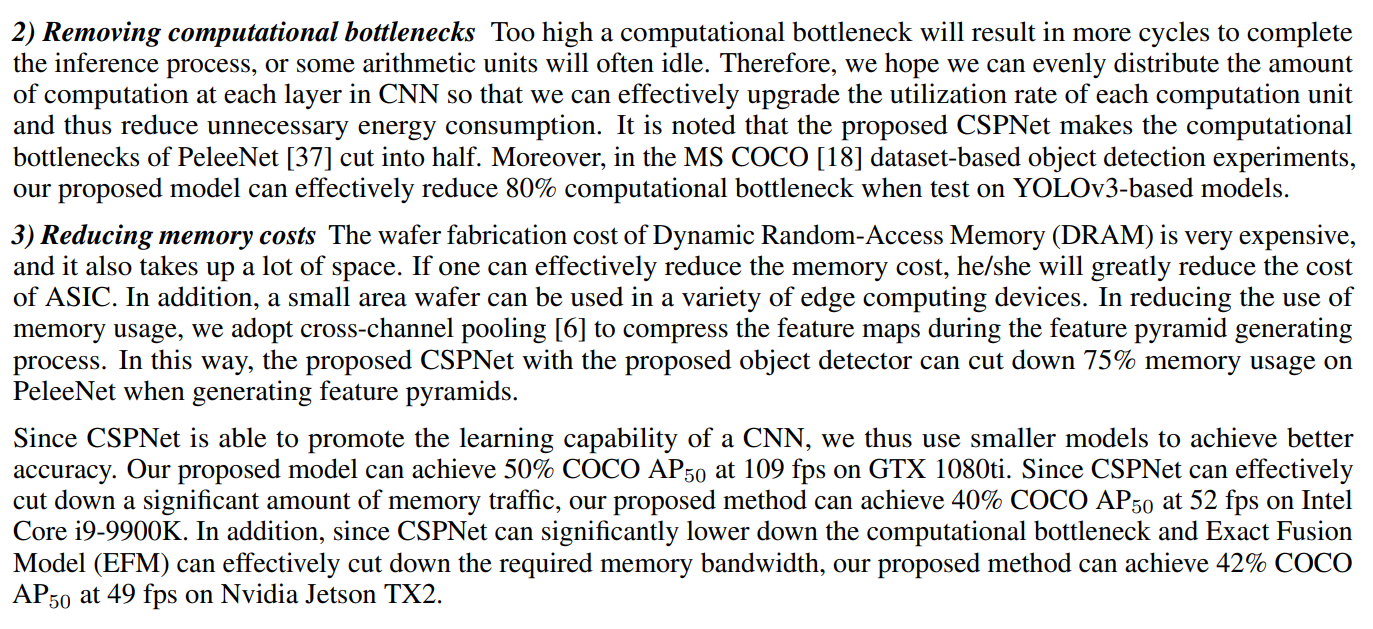 2) Removing computational bottlenecks Too high a computational bottleneck will result in more cycles to complete
the inference process, or some arithmetic units will often idle. Therefore, we hope we can evenly distribute the amount
of computation at each layer in CNN so that we can effectively upgrade the utilization rate of each computation unit
and thus reduce unnecessary energy consumption. It is noted that the proposed CSPNet makes the computational
bottlenecks of PeleeNet [37] cut into half. Moreover, in the MS COCO [18] dataset-based object detection experiments,
our proposed model can effectively reduce 80% computational bottleneck when test on YOLOv3-based models.
3) Reducing memory costs The wafer fabrication cost of Dynamic Random-Access Memory (DRAM) is very expensive,
and it also takes up a lot of space. If one can effectively reduce the memory cost, he/she will greatly reduce the cost
of ASIC. In addition, a small area wafer can be used in a variety of edge computing devices. In reducing the use of
memory usage, we adopt cross-channel pooling [6] to compress the feature maps during the feature pyramid generating
process. In this way, the proposed CSPNet with the proposed object detector can cut down 75% memory usage on
PeleeNet when generating feature pyramids.
Since CSPNet is able to promote the learning capability of a CNN, we thus use smaller models to achieve better
accuracy. Our proposed model can achieve 50% COCO AP50 at 109 fps on GTX 1080ti. Since CSPNet can effectively
cut down a significant amount of memory traffic, our proposed method can achieve 40% COCO AP50 at 52 fps on Intel
Core i9-9900K. In addition, since CSPNet can significantly lower down the computational bottleneck and Exact Fusion
Model (EFM) can effectively cut down the required memory bandwidth, our proposed method can achieve 42% COCO
AP50 at 49 fps on Nvidia Jetson TX2.